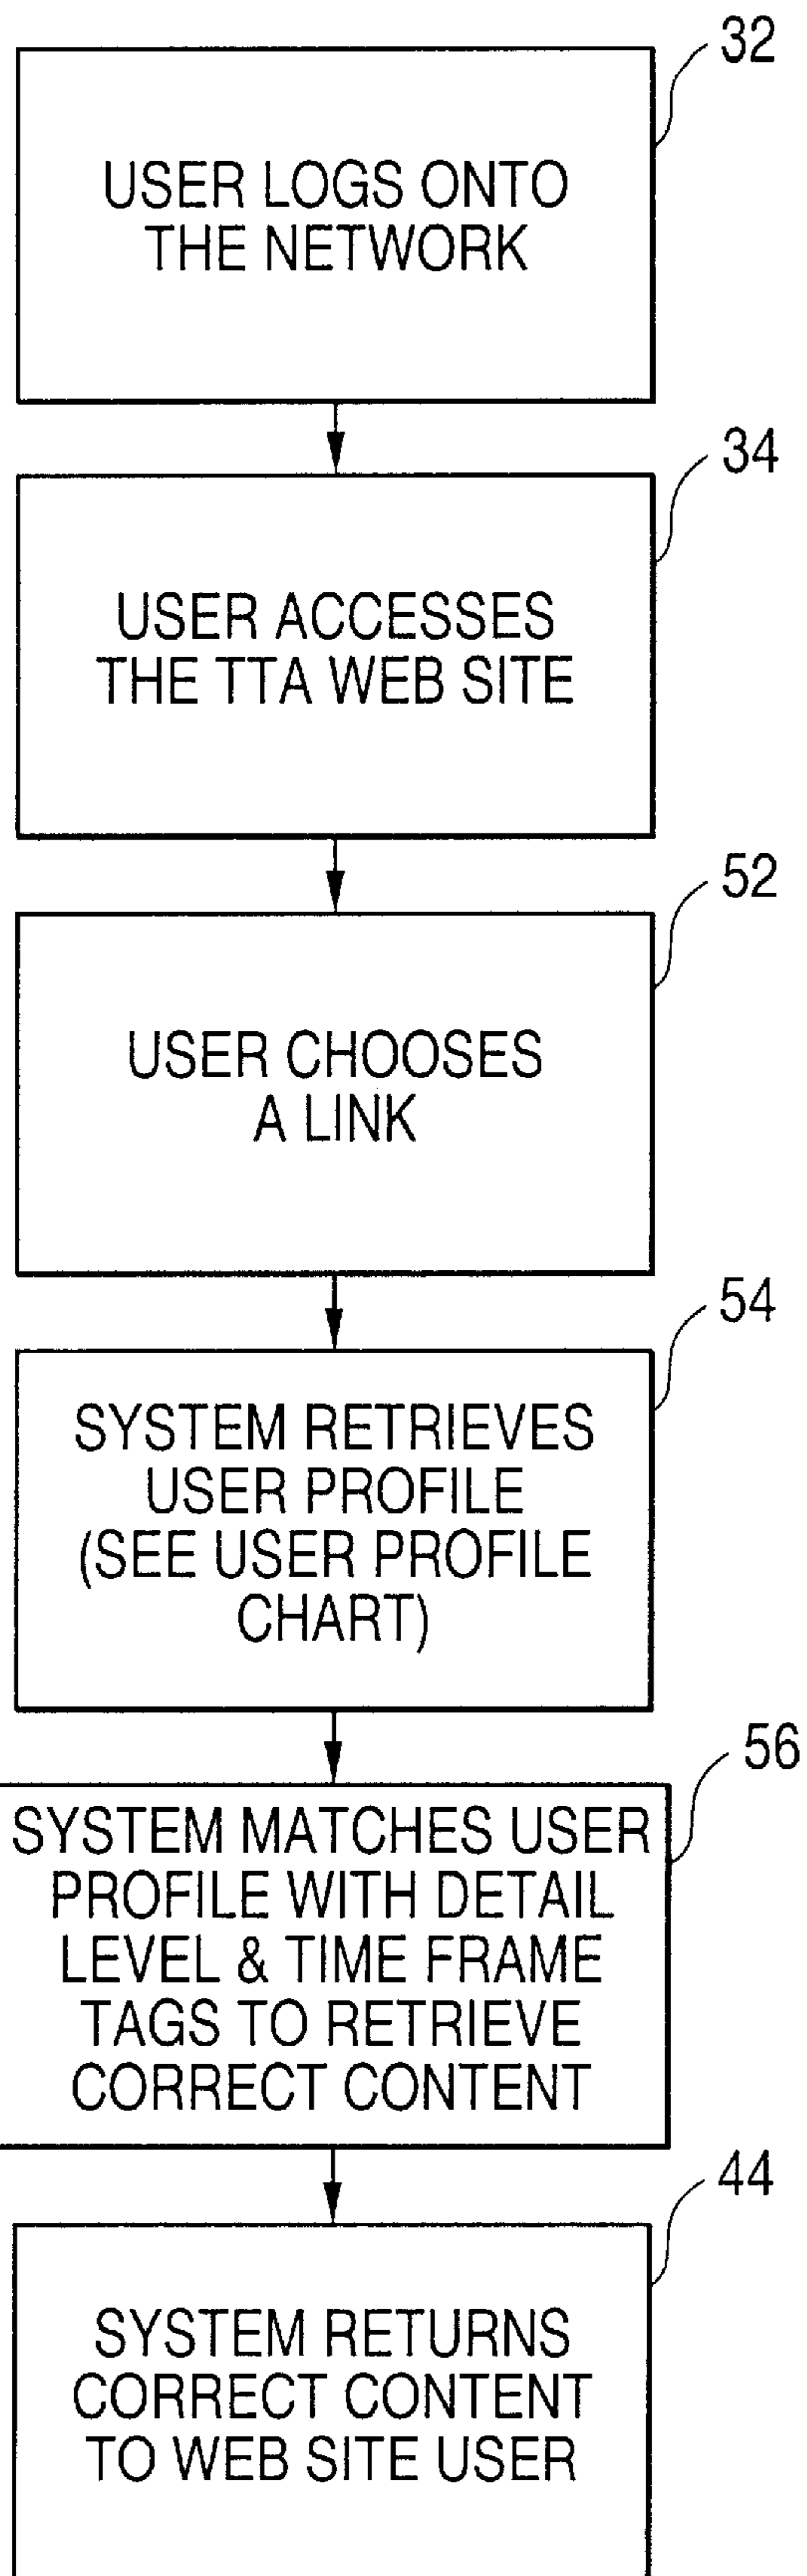 32
USER LOGS ONTO
THE NETWORK
34
USER ACCESSES
THE TTA WEB SITE
52
USER CHOOSES
A LINK
54
SYSTEM RETRIEVES
USER PROFILE
(SEE USER PROFILE
CHART)
56
SYSTEM MATCHES USER
PROFILE WITH DETAIL
LEVEL & TIME FRAME
TAGS TO RETRIEVE
CORRECT CONTENT
44
SYSTEM RETURNS
CORRECT CONTENT
TO WEB SITE USER